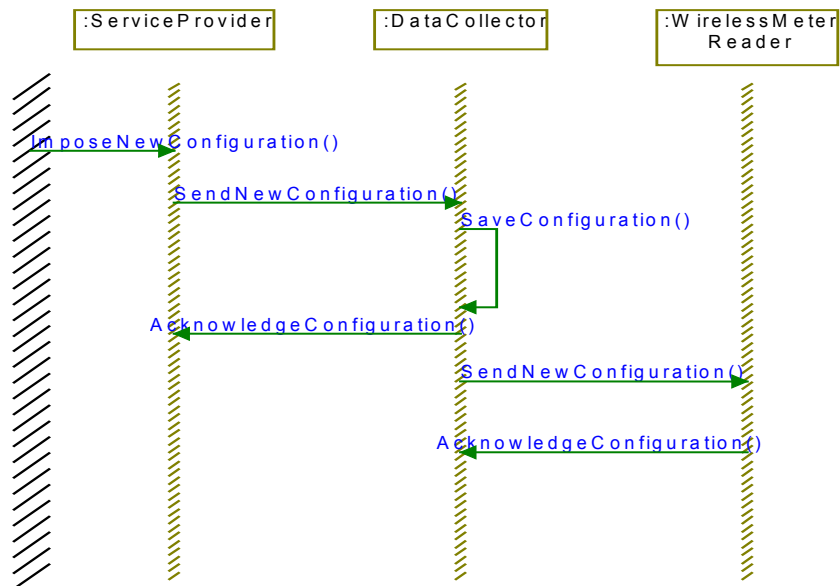 :ServiceProvider
:DataCollector
:WirelessMeter
Reader
ImposeNewConfiguration()
SendNewConfiguration()
SaveConfiguration()
AcknowledgeConfiguration()
SendNewConfiguration()
AcknowledgeConfiguration()